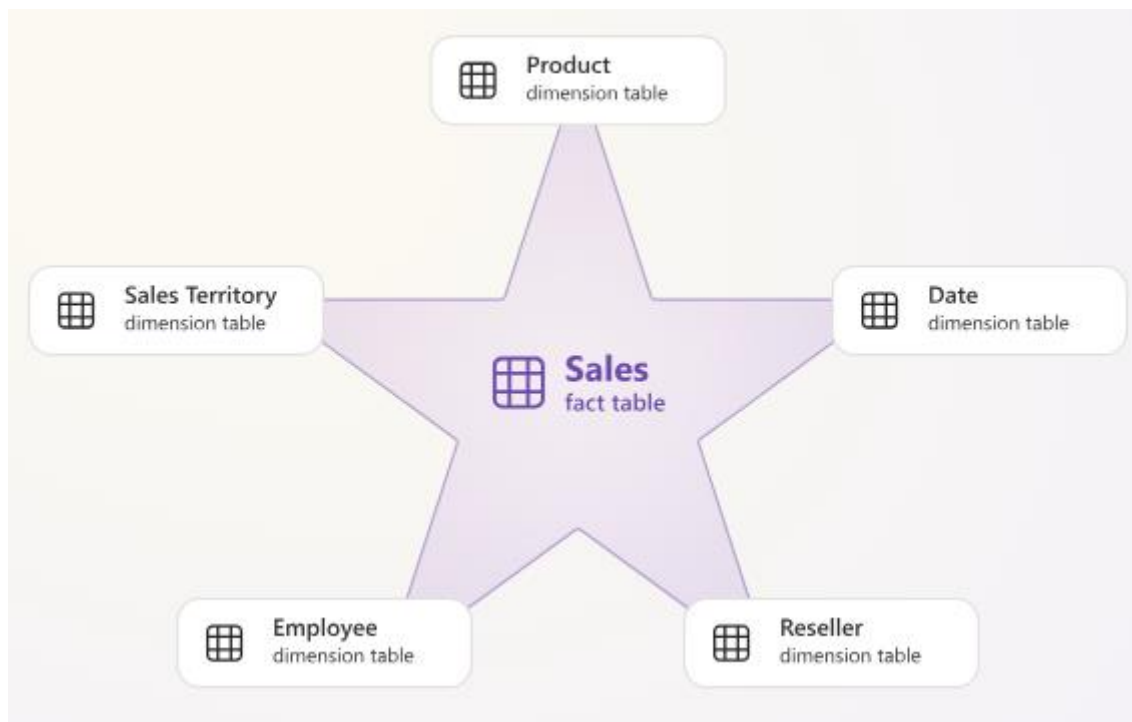 Product
dimension table
Sales Territory
dimension table
Date
dimension table
Sales
fact table
Employee
dimension table
Reseller
dimension table